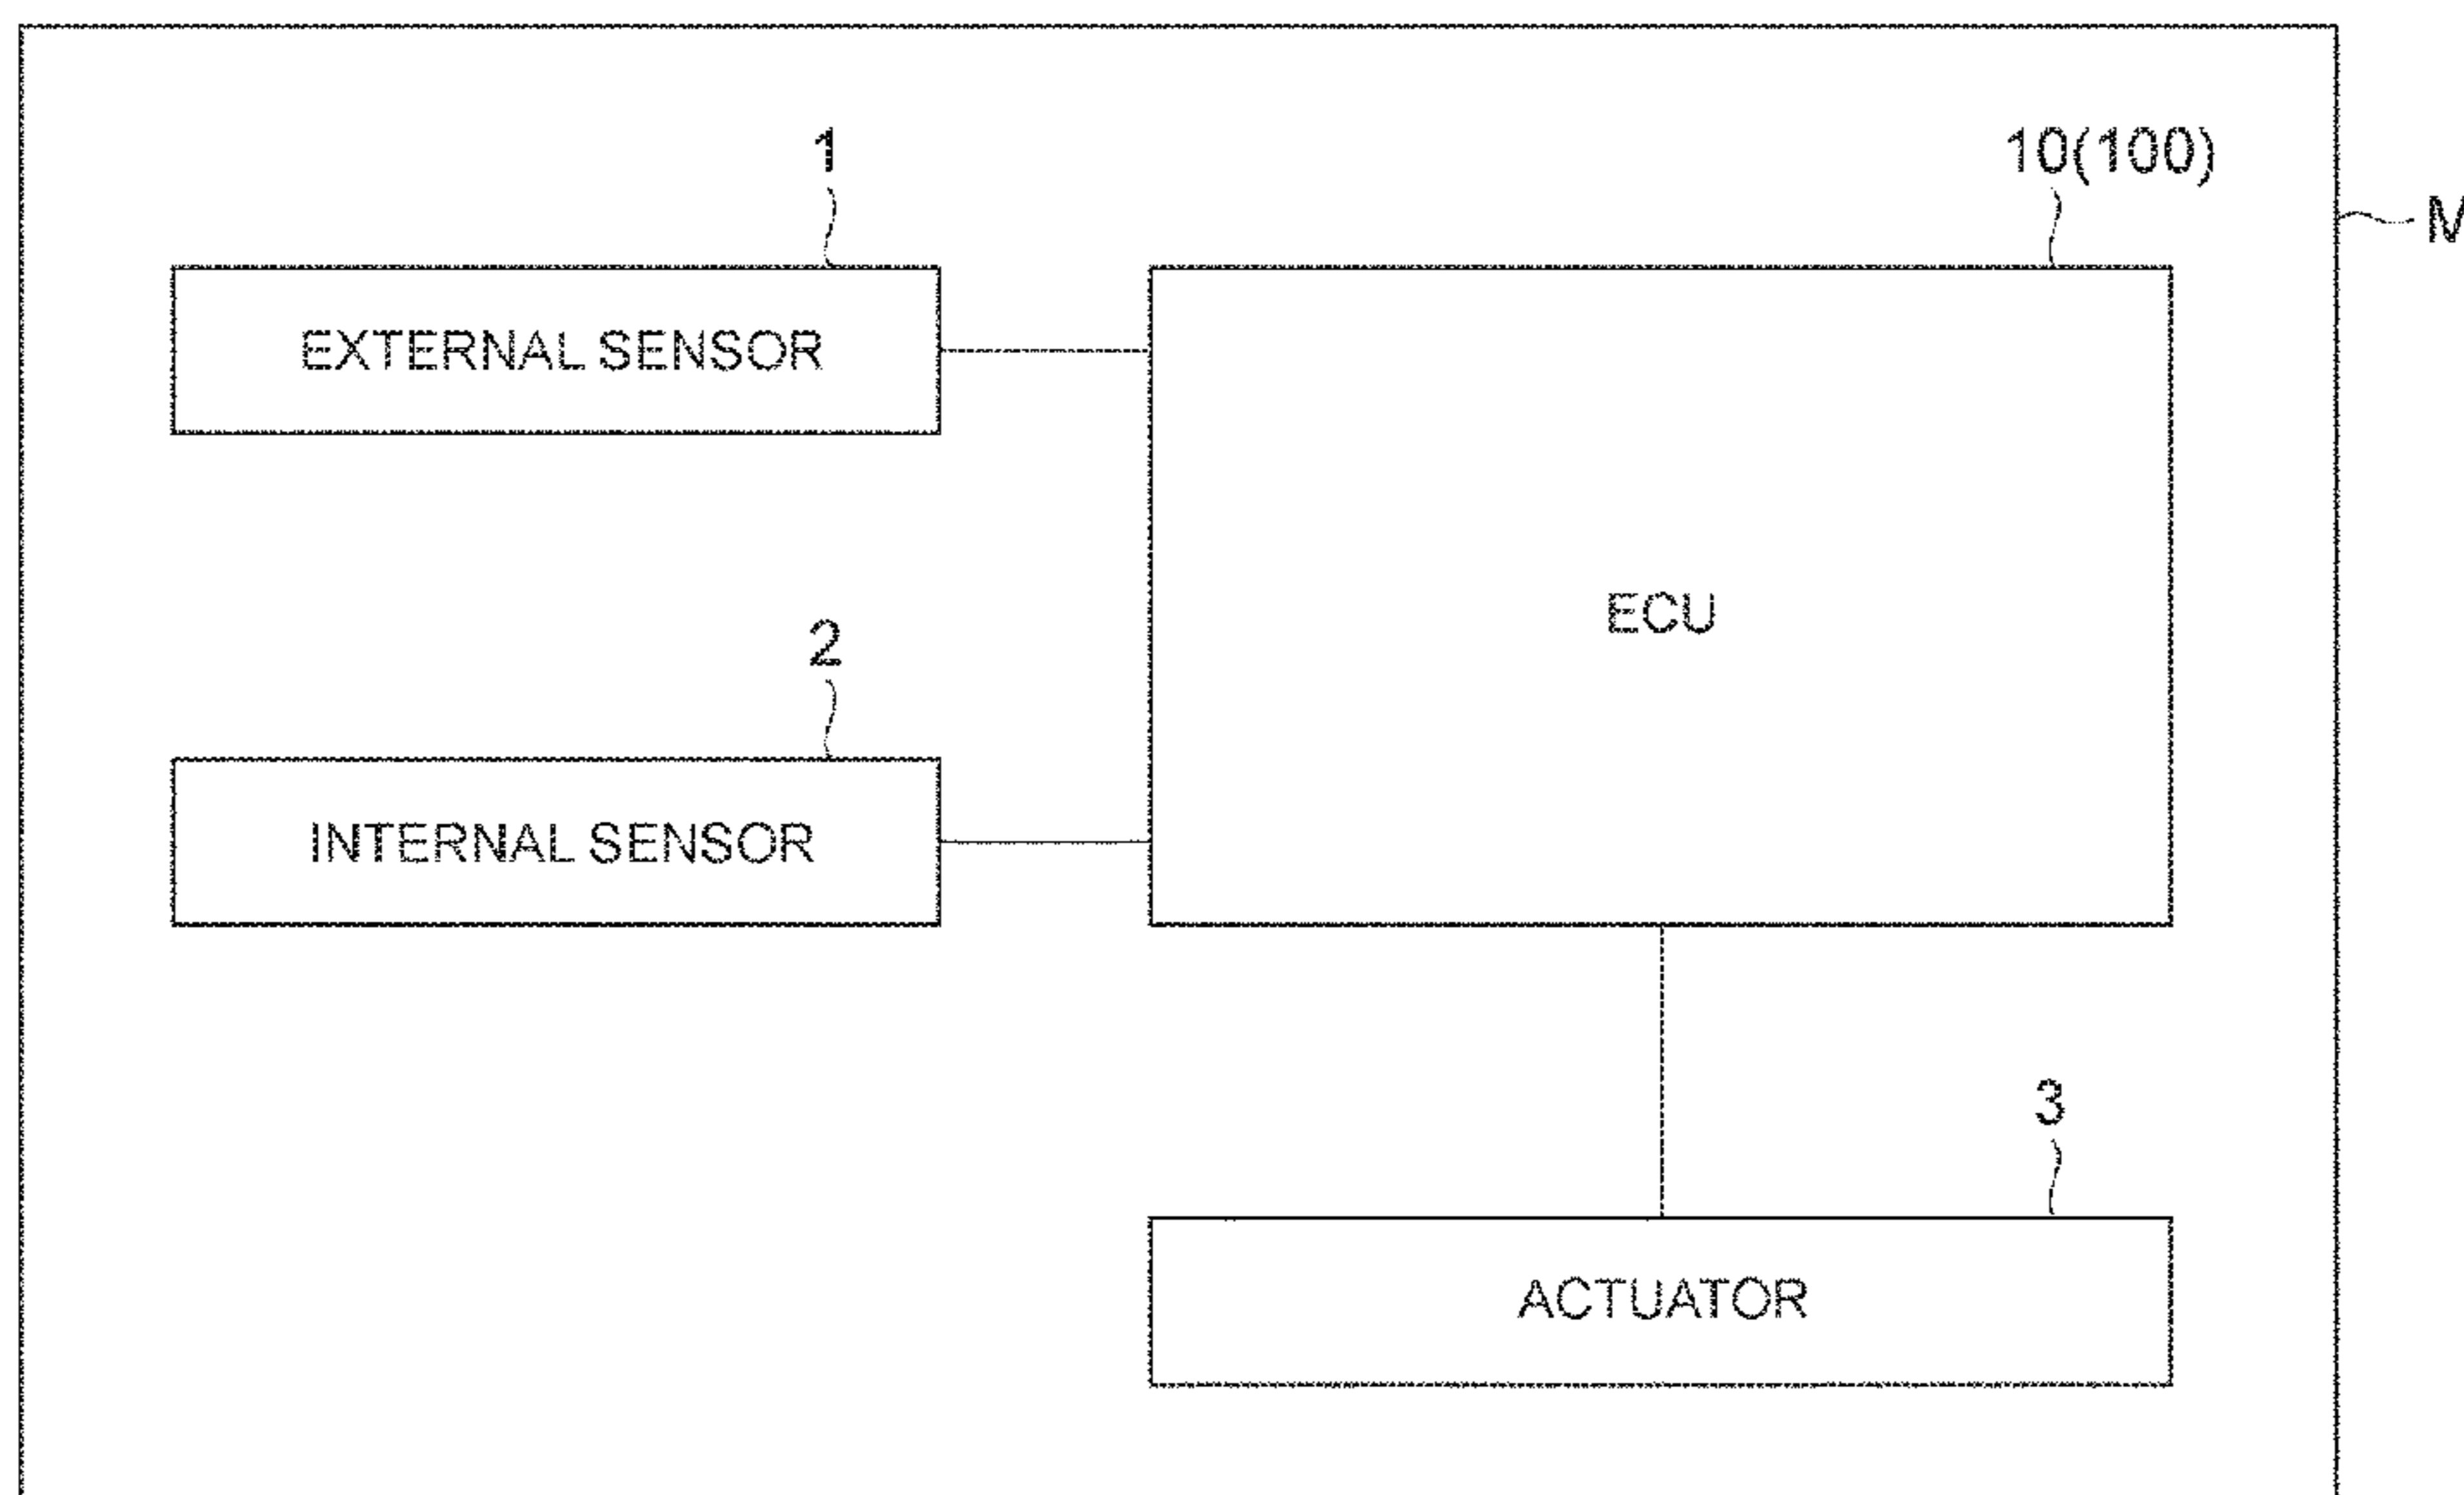 1
10(100)
M
EXTERNAL SENSOR
ECU
2
INTERNAL SENSOR
3
ACTUATOR